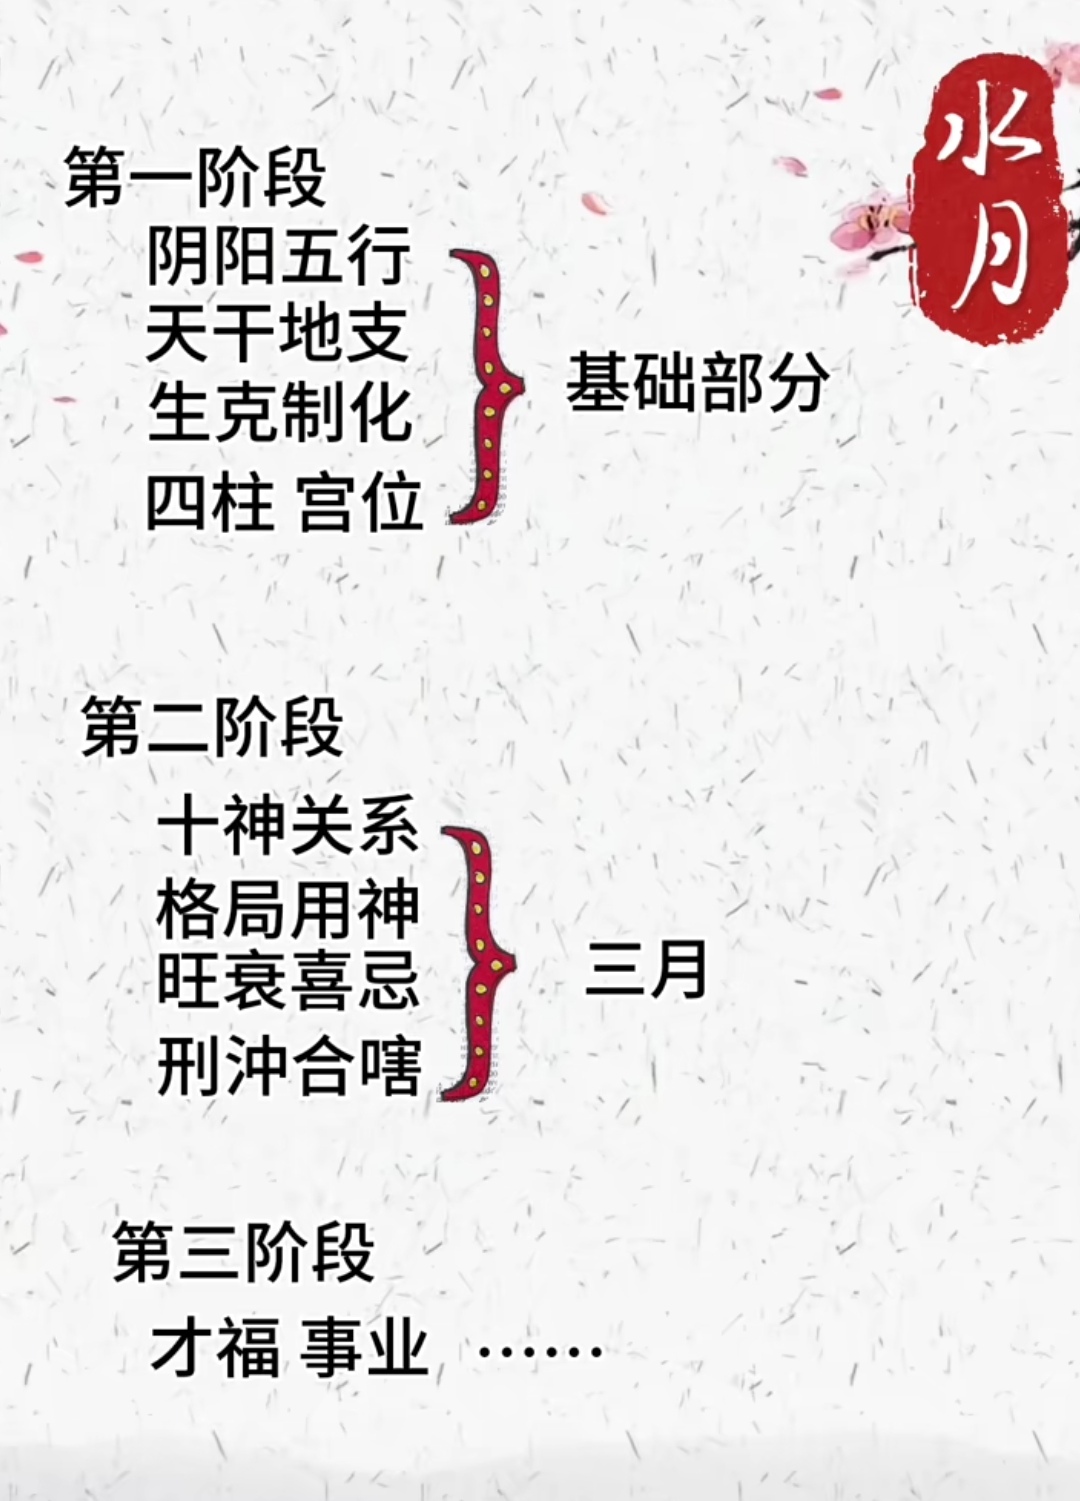 水月
第一阶段
阴阳五行
天干地支
生克制化
四柱 宫位
基础部分
第二阶段
十神关系
格局用神
旺衰喜忌
刑沖合嗐
三月
第三阶段
才福 事业 ……